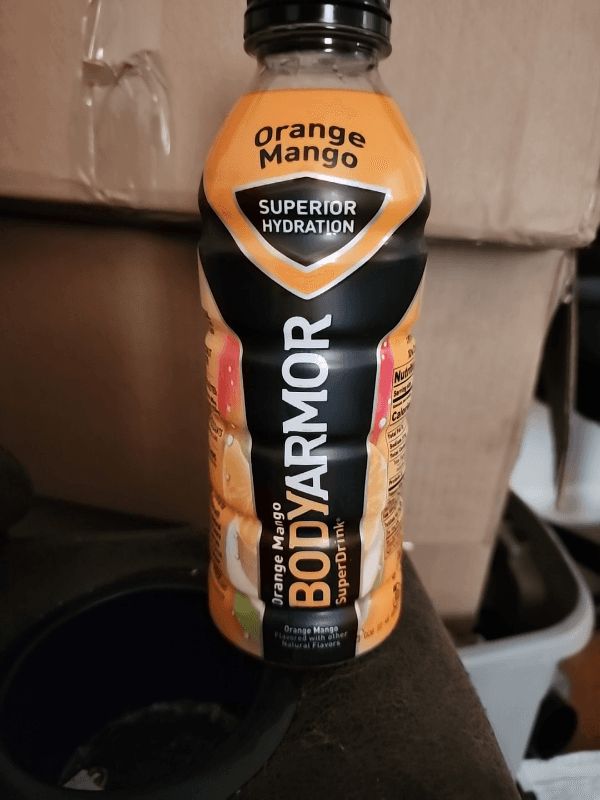 Orange
Mango
SUPERIOR
HYDRATION
BODYARMOR
Orange Mango
SuperDrink
Orange Mango
Flavored with other
Natural Flavors